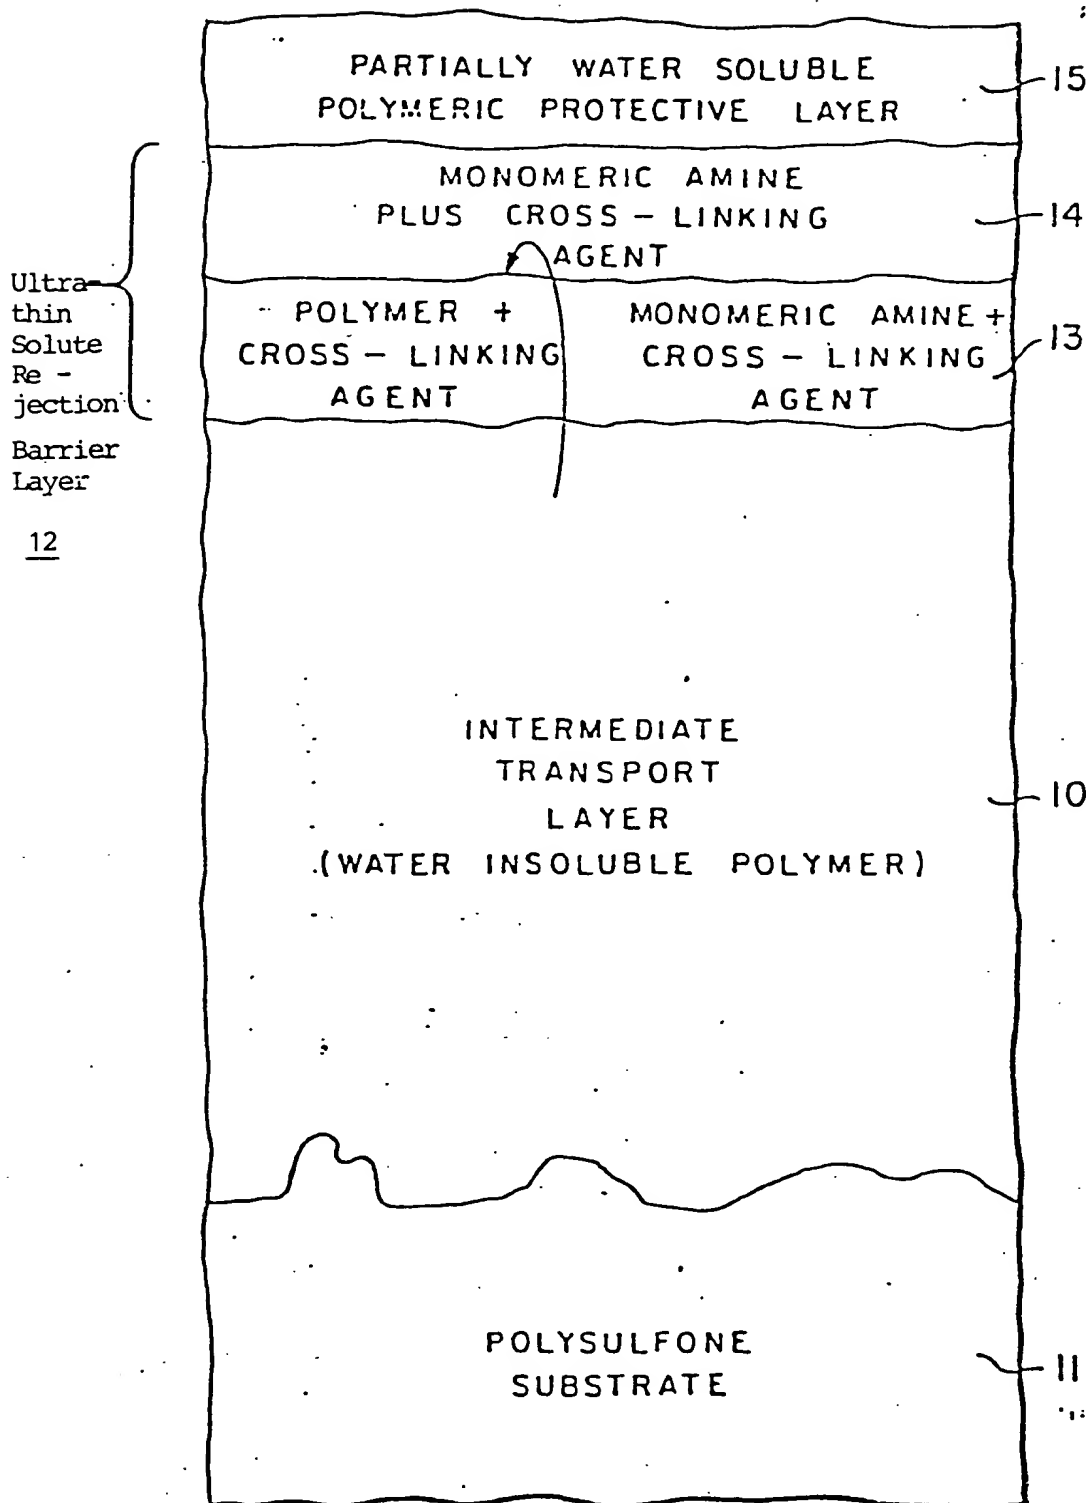 PARTIALLY WATER SOLUBLE
POLYMERIC PROTECTIVE LAYER
15
MONOMERIC AMINE
PLUS CROSS - LINKING
AGENT
14
Ultra-
thin
Solute
Re -
jection
Barrier
Layer
12
POLYMER +
CROSS - LINKING
AGENT
MONOMERIC AMINE +
CROSS - LINKING
AGENT
13
INTERMEDIATE
TRANSPORT
LAYER
(WATER INSOLUBLE POLYMER)
10
POLYSULFONE
SUBSTRATE
11